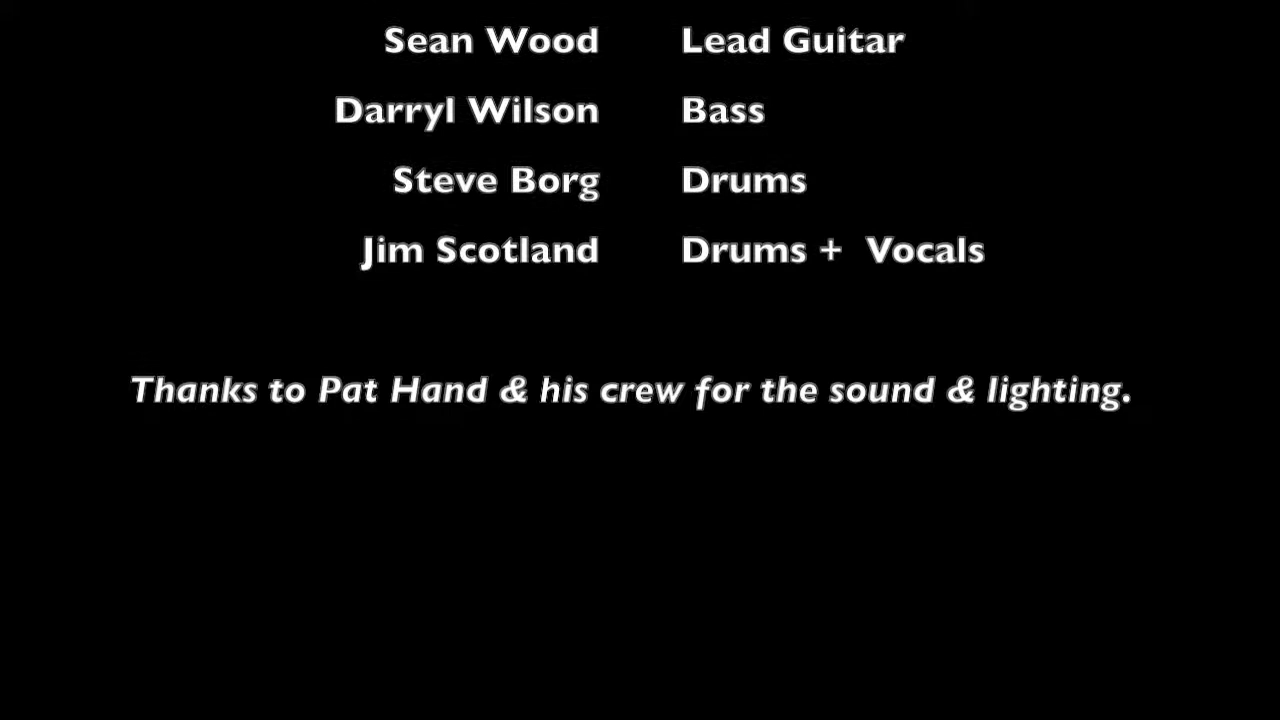 Sean Wood Lead Guitar
Darryl Wilson Bass
Steve Borg Drums
Jim Scotland Drums +  Vocals
Thanks to Pat Hand & his crew for the sound & lighting.